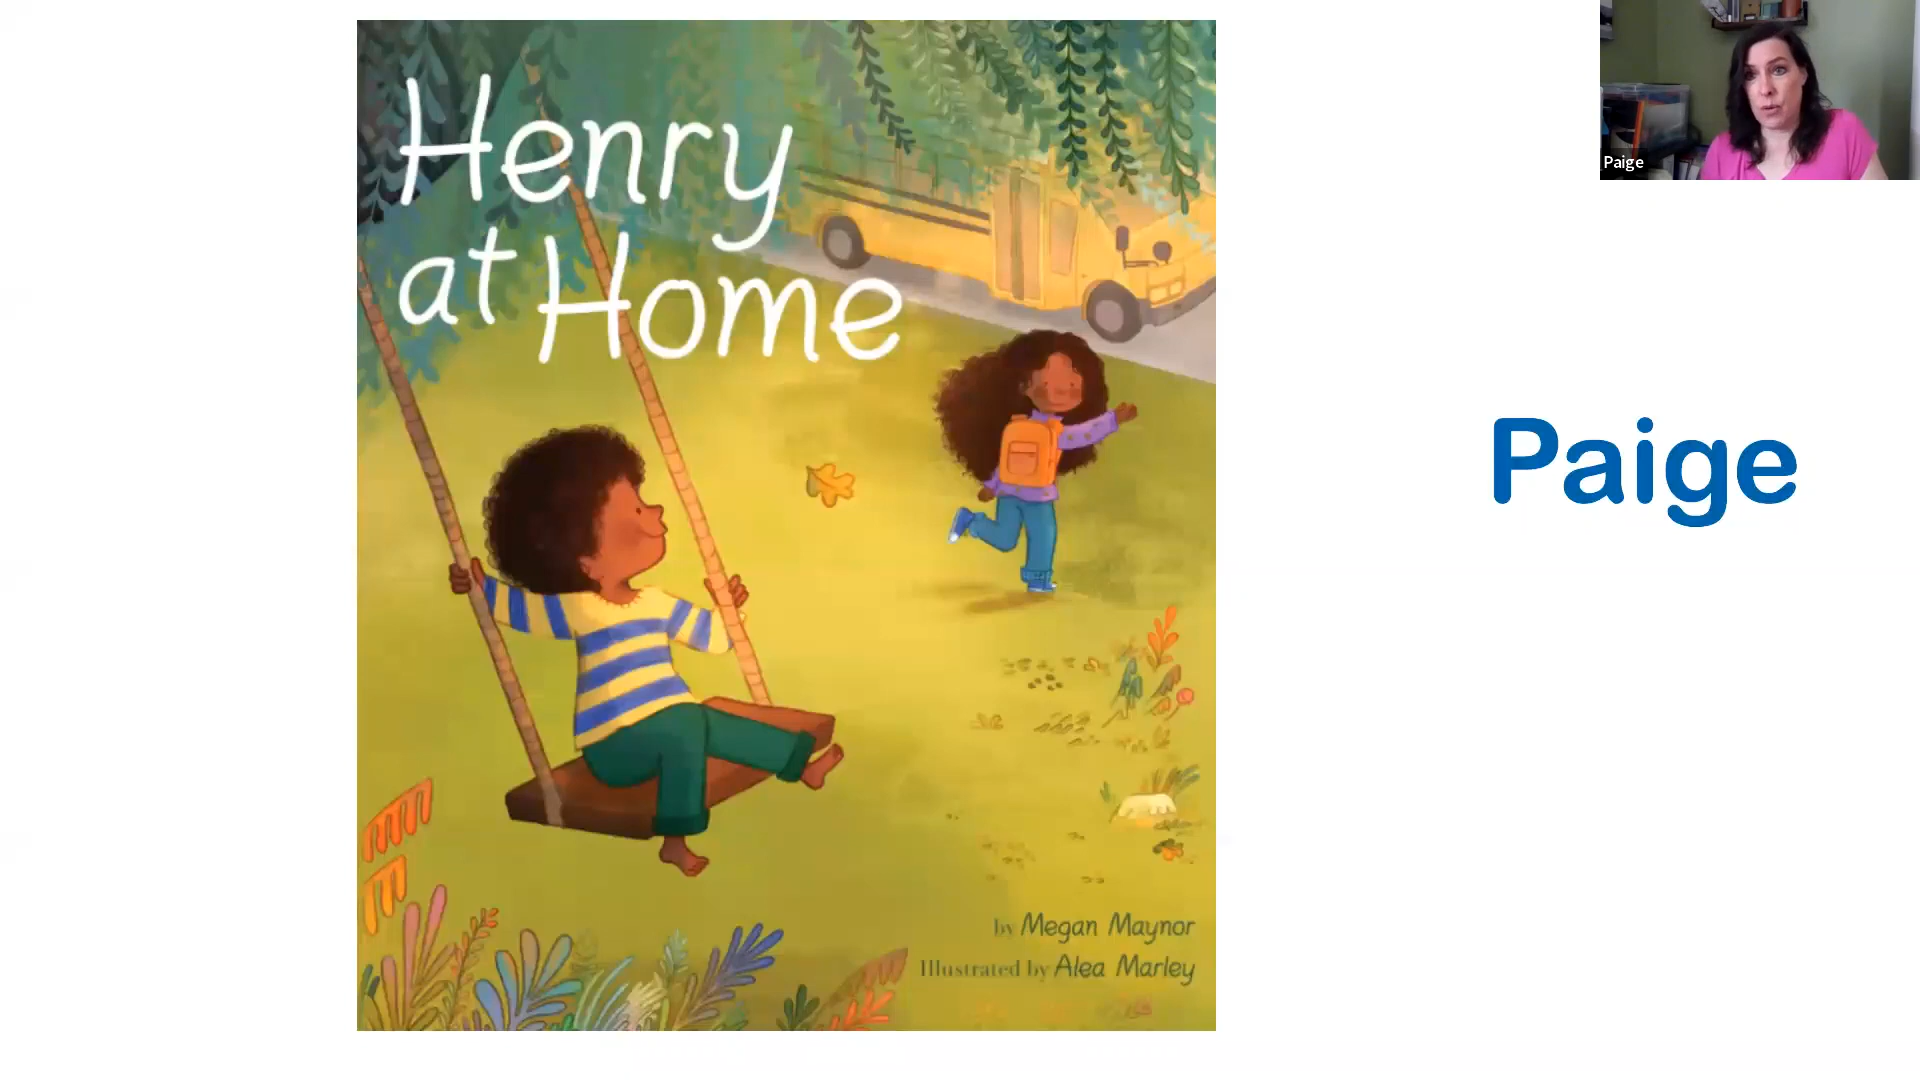 Henry
at Home
by Megan Maynor
Illustrated by Alea Marley
Paige
Paige